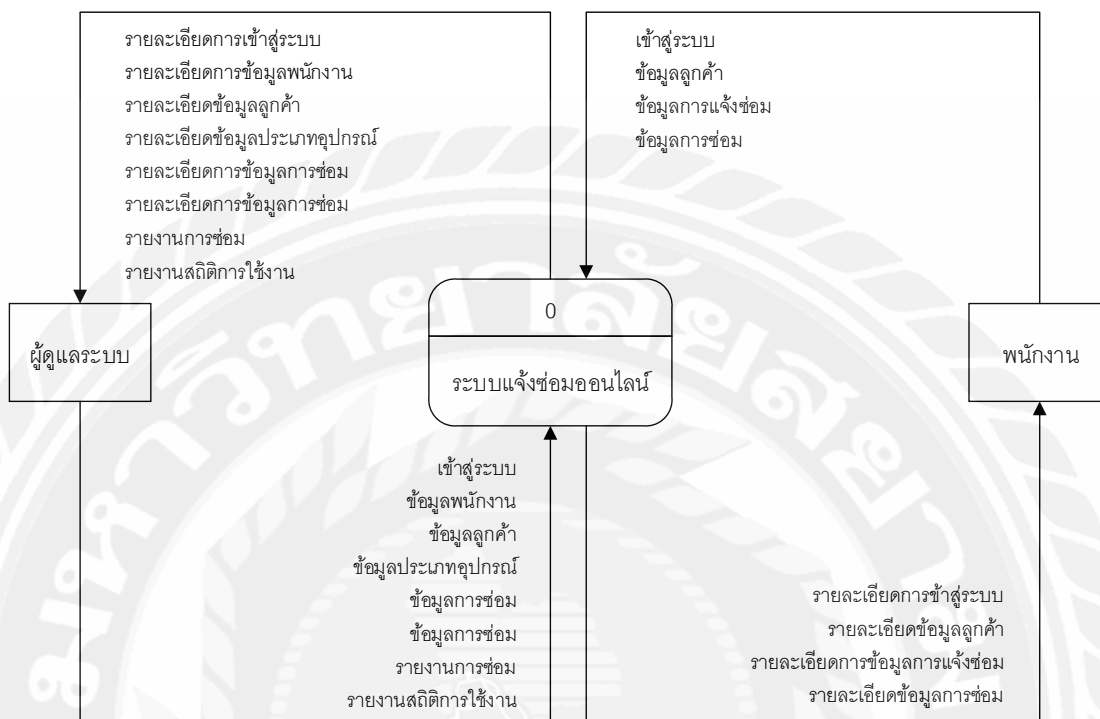 รายละเอียดการเข้าสู่ระบบ
รายละเอียดการข้อมูลพนักงาน
รายละเอียดข้อมูลลูกค้า
รายละเอียดข้อมูลประเภทอุปกรณ์
รายละเอียดการข้อมูลการซ่อม
รายละเอียดการข้อมูลการซ่อม
รายงานการซ่อม
รายงานสถิติการใช้งาน
เข้าสู่ระบบ
ข้อมูลลูกค้า
ข้อมูลการแจ้งซ่อม
ข้อมูลการซ่อม
ผู้ดูแลระบบ
0
ระบบแจ้งซ่อมออนไลน์
พนักงาน
เข้าสู่ระบบ
ข้อมูลพนักงาน
ข้อมูลลูกค้า
ข้อมูลประเภทอุปกรณ์
ข้อมูลการซ่อม
ข้อมูลการซ่อม
รายงานการซ่อม
รายงานสถิติการใช้งาน
รายละเอียดการข้าสู่ระบบ
รายละเอียดข้อมูลลูกค้า
รายละเอียดการข้อมูลการแจ้งซ่อม
รายละเอียดข้อมูลการซ่อม
มหาวิทยาลัยสยาม